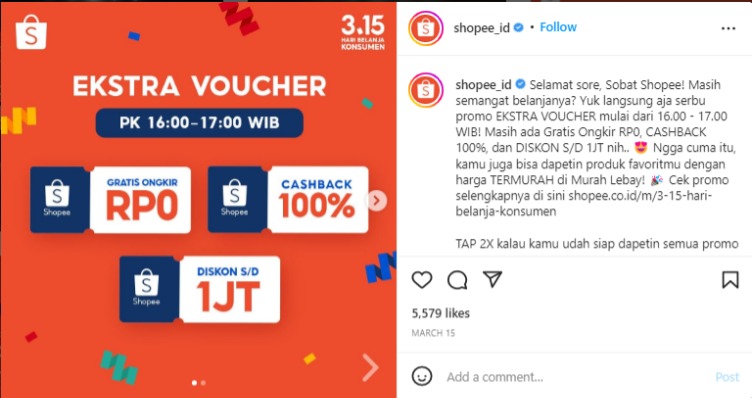 3.15
HARI BELANJA
KONSUMEN
EKSTRA VOUCHER
PK 16:00-17:00 WIB
GRATIS ONGKIR
RP0
Shopee
CASHBACK
100%
Shopee
DISKON S/D
1JT
Shopee
shopee_id • Follow
shopee_id Selamat sore, Sobat Shopee! Masih
semangat belanjanya? Yuk langsung aja serbu
promo EKSTRA VOUCHER mulai dari 16.00 - 17.00
WIB! Masih ada Gratis Ongkir RP0, CASHBACK
100%, dan DISKON S/D 1JT nih.. 😍 Ngga cuma itu,
kamu juga bisa dapetin produk favoritmu dengan
harga TERMURAH di Murah Lebay! 🎉 Cek promo
selengkapnya di sini shopee.co.id/m/3-15-hari-
belanja-konsumen
TAP 2X kalau kamu udah siap dapetin semua promo
5,579 likes
MARCH 15
Add a comment...
Post